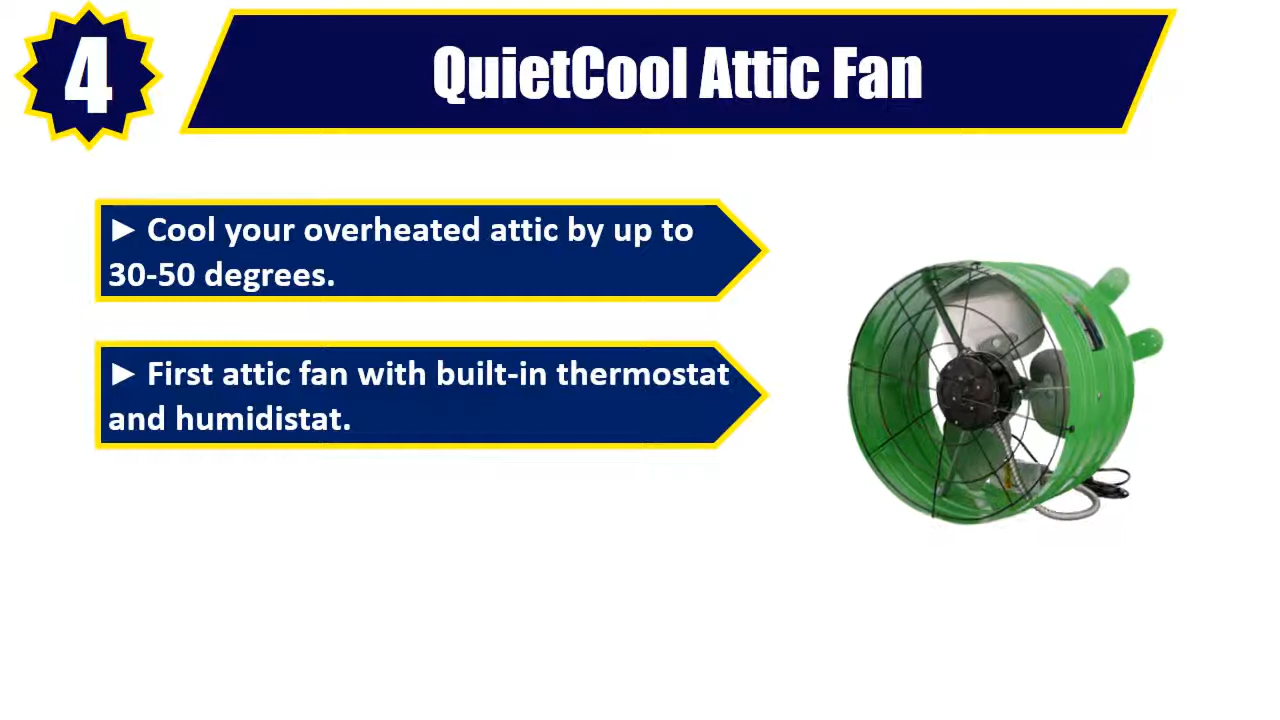 4
QuietCool Attic Fan
► Cool your overheated attic by up to
30-50 degrees.
► First attic fan with built-in thermostat
and humidistat.